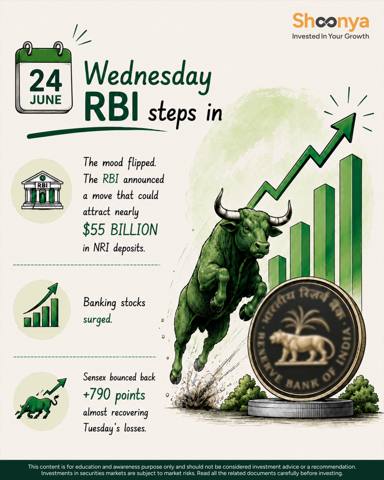 Shoonya
Invested In Your Growth
24
JUNE
Wednesday
RBI steps in
RBI
The mood flipped.
The RBI announced
a move that could
attract nearly
$55 BILLION
in NRI deposits.
Banking stocks
surged.
Sensex bounced back
+790 points
almost recovering
Tuesday's losses.
भारतीय रिज़र्व बैंक
RESERVE BANK OF INDIA
This content is for education and awareness purpose only and should not be considered investment advice or a recommendation.
Investments in securities markets are subject to market risks. Read all the related documents carefully before investing.